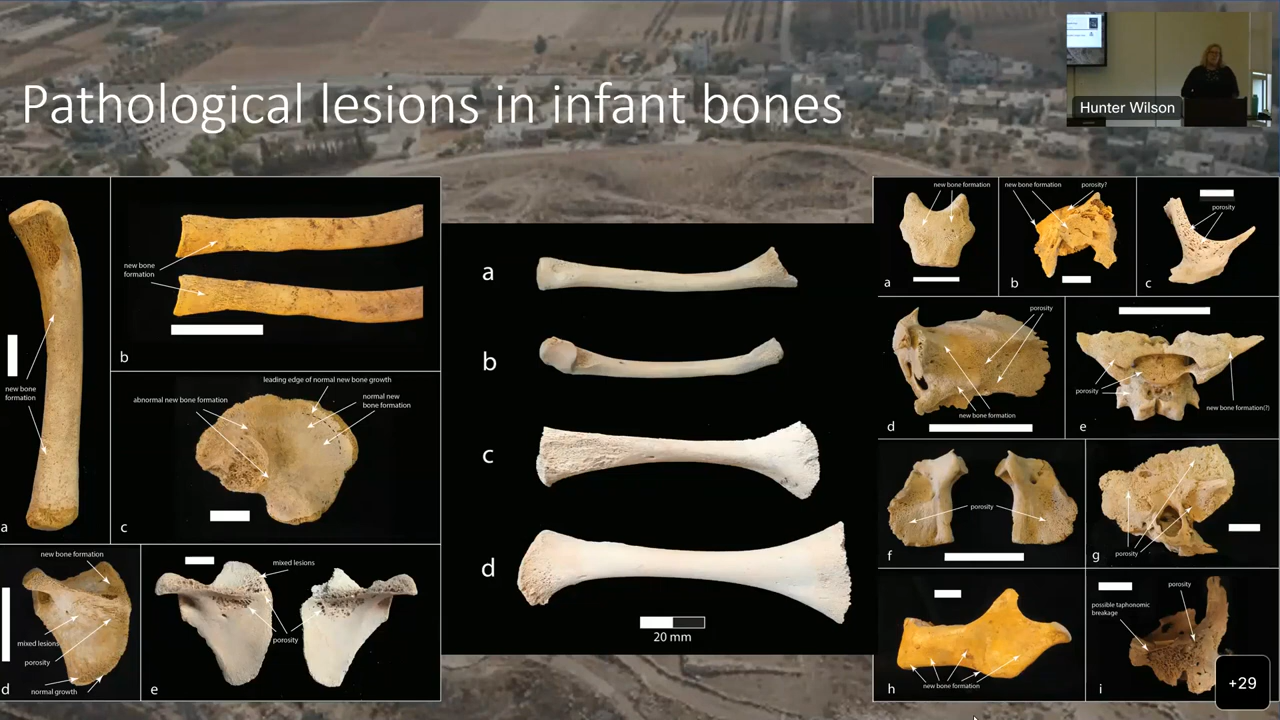 Pathological lesions in infant bones
Hunter Wilson
new bone
formation
a
new bone
formation
b
leading edge of normal new bone growth
abnormal new bone formation
normal new
bone formation
c
new bone formation
mixed lesions
porosity
normal growth
d
mixed lesions
porosity
e
a
b
c
d
20 mm
new bone formation
a
new bone formation
porosity?
b
porosity
c
porosity
new bone formation
d
porosity
new bone formation(?)
e
porosity
f
porosity
g
new bone formation
h
porosity
possible taphonomic
breakage
i
+29